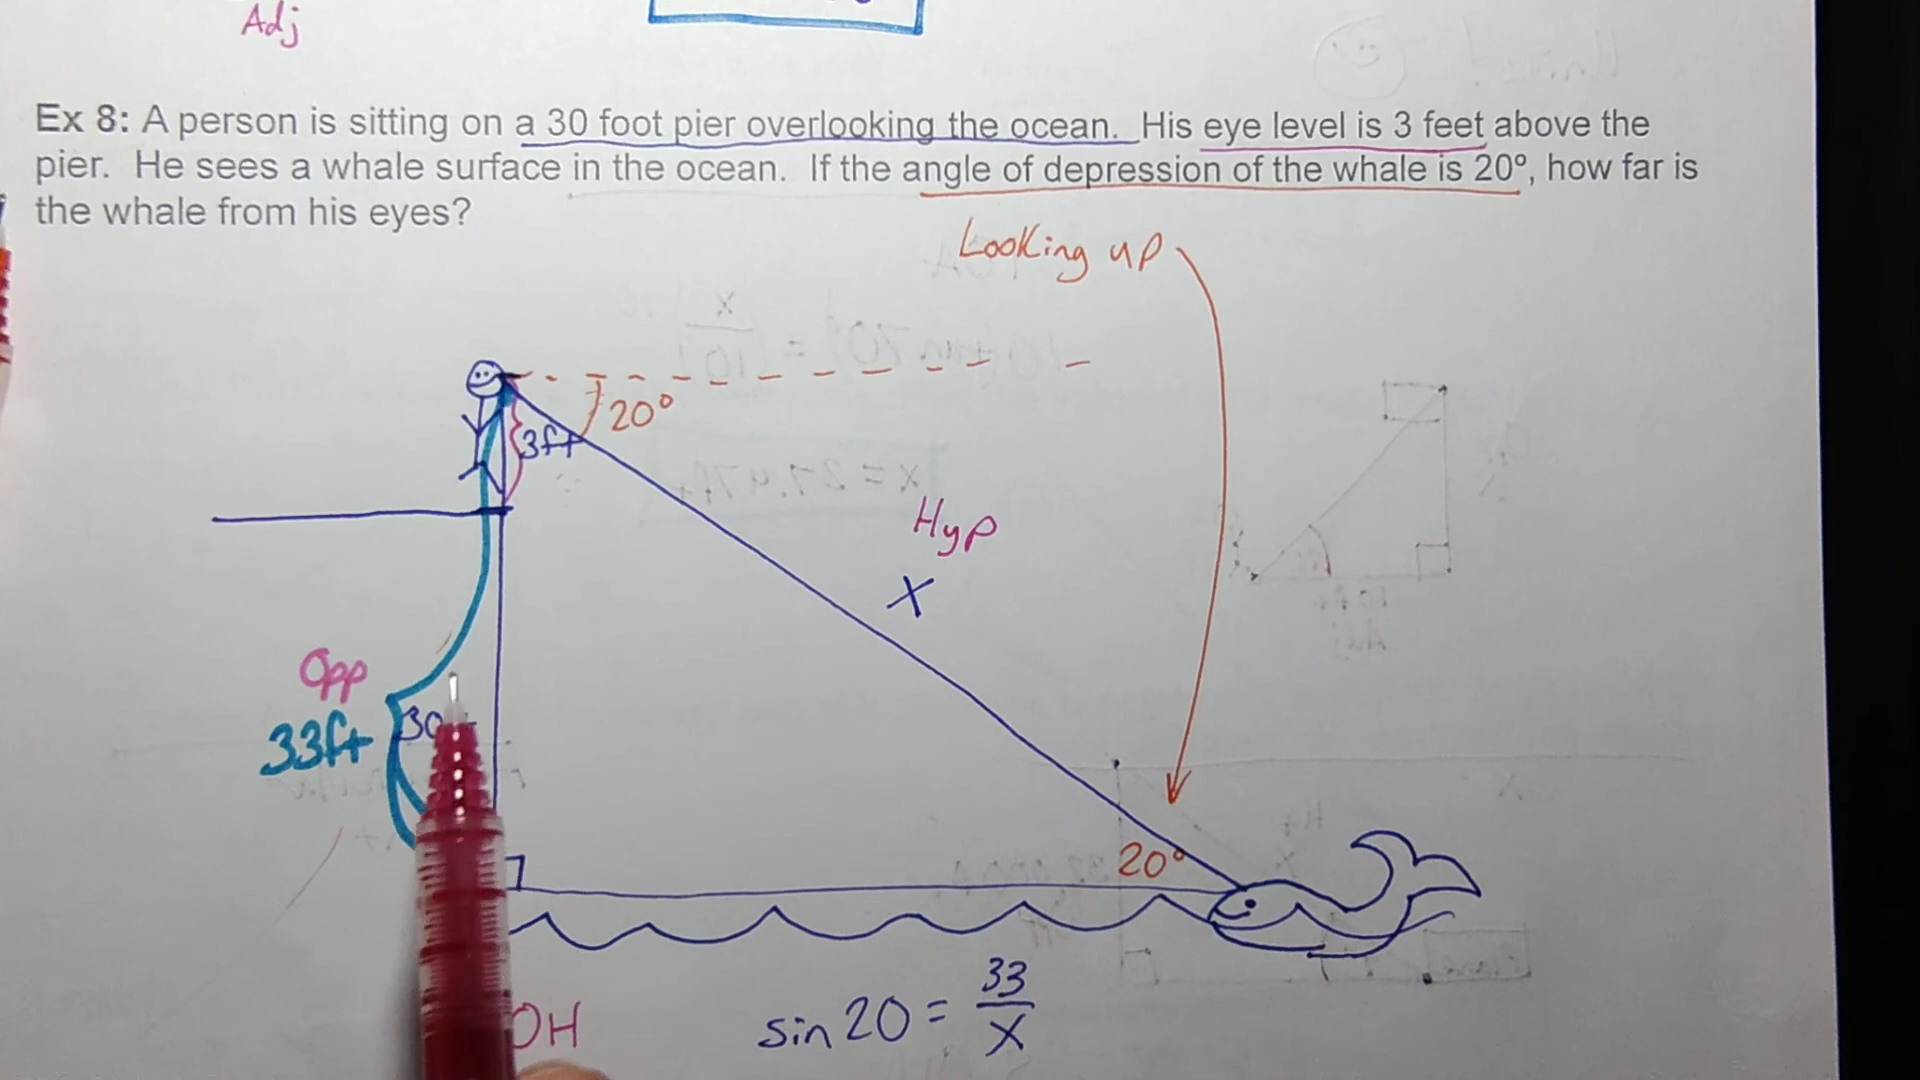 Adj
Ex 8: A person is sitting on a 30 foot pier overlooking the ocean. His eye level is 3 feet above the
pier. He sees a whale surface in the ocean. If the angle of depression of the whale is 20º, how far is
the whale from his eyes?
Looking up
20°
3ft
Hyp
X
Opp
33ft
30
20°
OH
sin 20 = 33/X